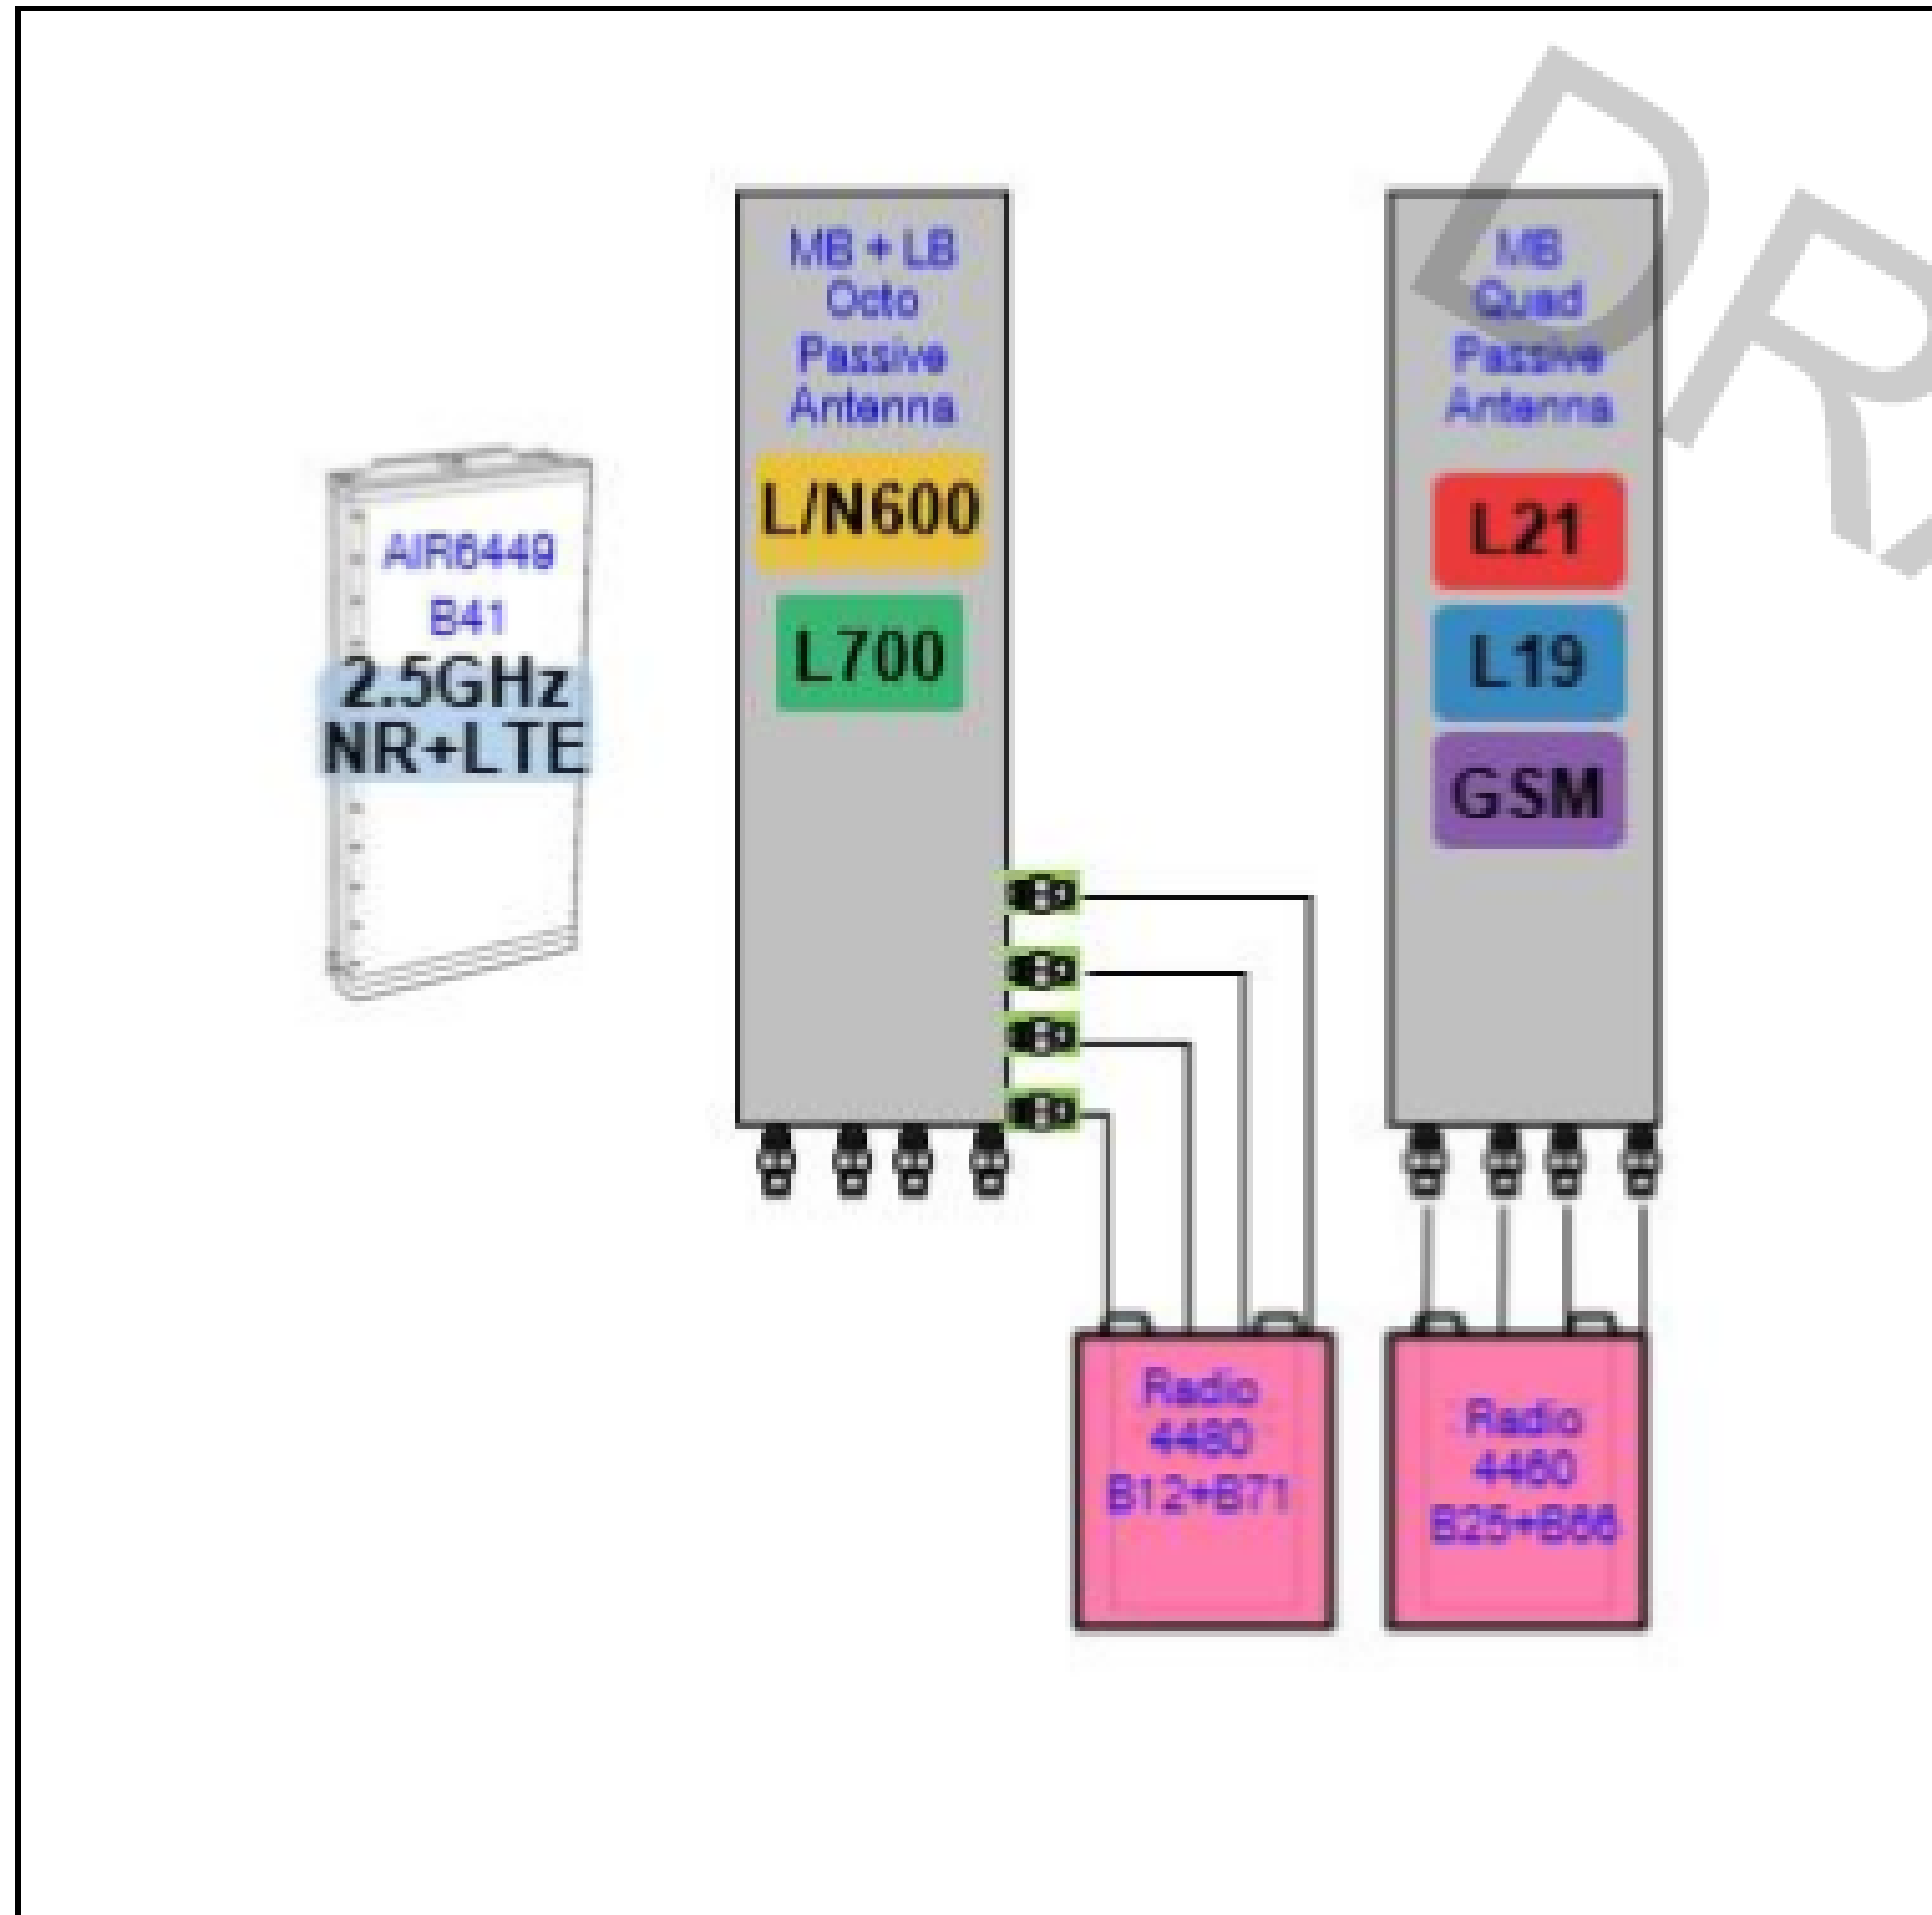 AIR6449
B41
2.5GHz
NR+LTE
MB + LB
Octo
Passive
Antenna
L/N600
L700
MB
Quad
Passive
Antenna
L21
L19
GSM
Radio
4480
B12+B71
Radio
4460
B25+B66
DR